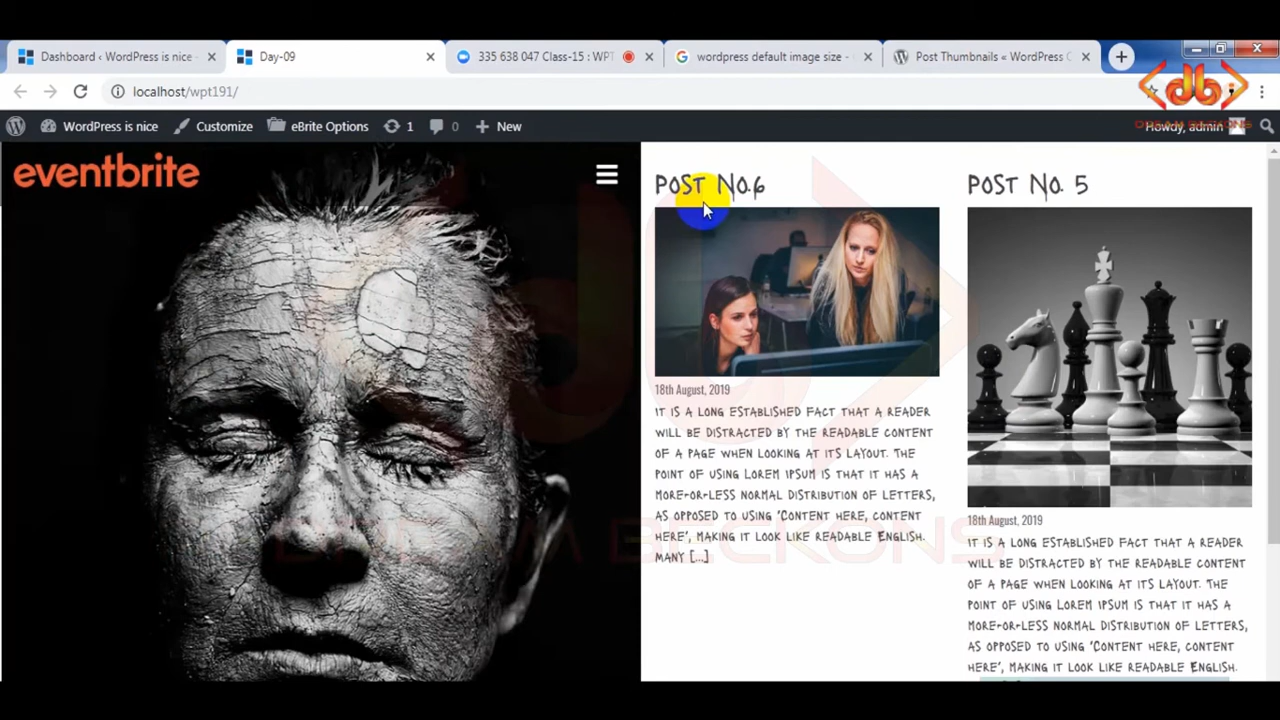 Dashboard ‹ WordPress is nice -
Day-09
335 638 047 Class-15 : WPT
wordpress default image size -
Post Thumbnails « WordPress C
localhost/wpt191/
DREAM BECKONS
WordPress is nice
Customize
eBrite Options
1
0
New
Howdy, admin
eventbrite
Post No.6
18th August, 2019
It is a long established fact that a reader
will be distracted by the readable content
of a page when looking at its layout. The
point of using Lorem Ipsum is that it has a
more-or-less normal distribution of letters,
as opposed to using 'Content here, content
here', making it look like readable English.
Many [...]
Post No. 5
18th August, 2019
It is a long established fact that a reader
will be distracted by the readable content
of a page when looking at its layout. The
point of using Lorem Ipsum is that it has a
more-or-less normal distribution of letters,
as opposed to using 'Content here, content
here', making it look like readable English.
DREAM BECKONS